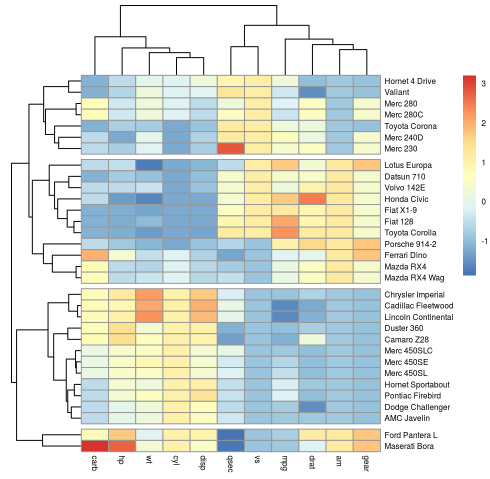 Hornet 4 Drive
Valiant
Merc 280
Merc 280C
Toyota Corona
Merc 240D
Merc 230
Lotus Europa
Datsun 710
Volvo 142E
Honda Civic
Fiat X1-9
Fiat 128
Toyota Corolla
Porsche 914-2
Ferrari Dino
Mazda RX4
Mazda RX4 Wag
Chrysler Imperial
Cadillac Fleetwood
Lincoln Continental
Duster 360
Camaro Z28
Merc 450SLC
Merc 450SE
Merc 450SL
Hornet Sportabout
Pontiac Firebird
Dodge Challenger
AMC Javelin
Ford Pantera L
Maserati Bora
carb hp wt cyl disp qsec vs mpg drat am gear
3
2
1
0
-1